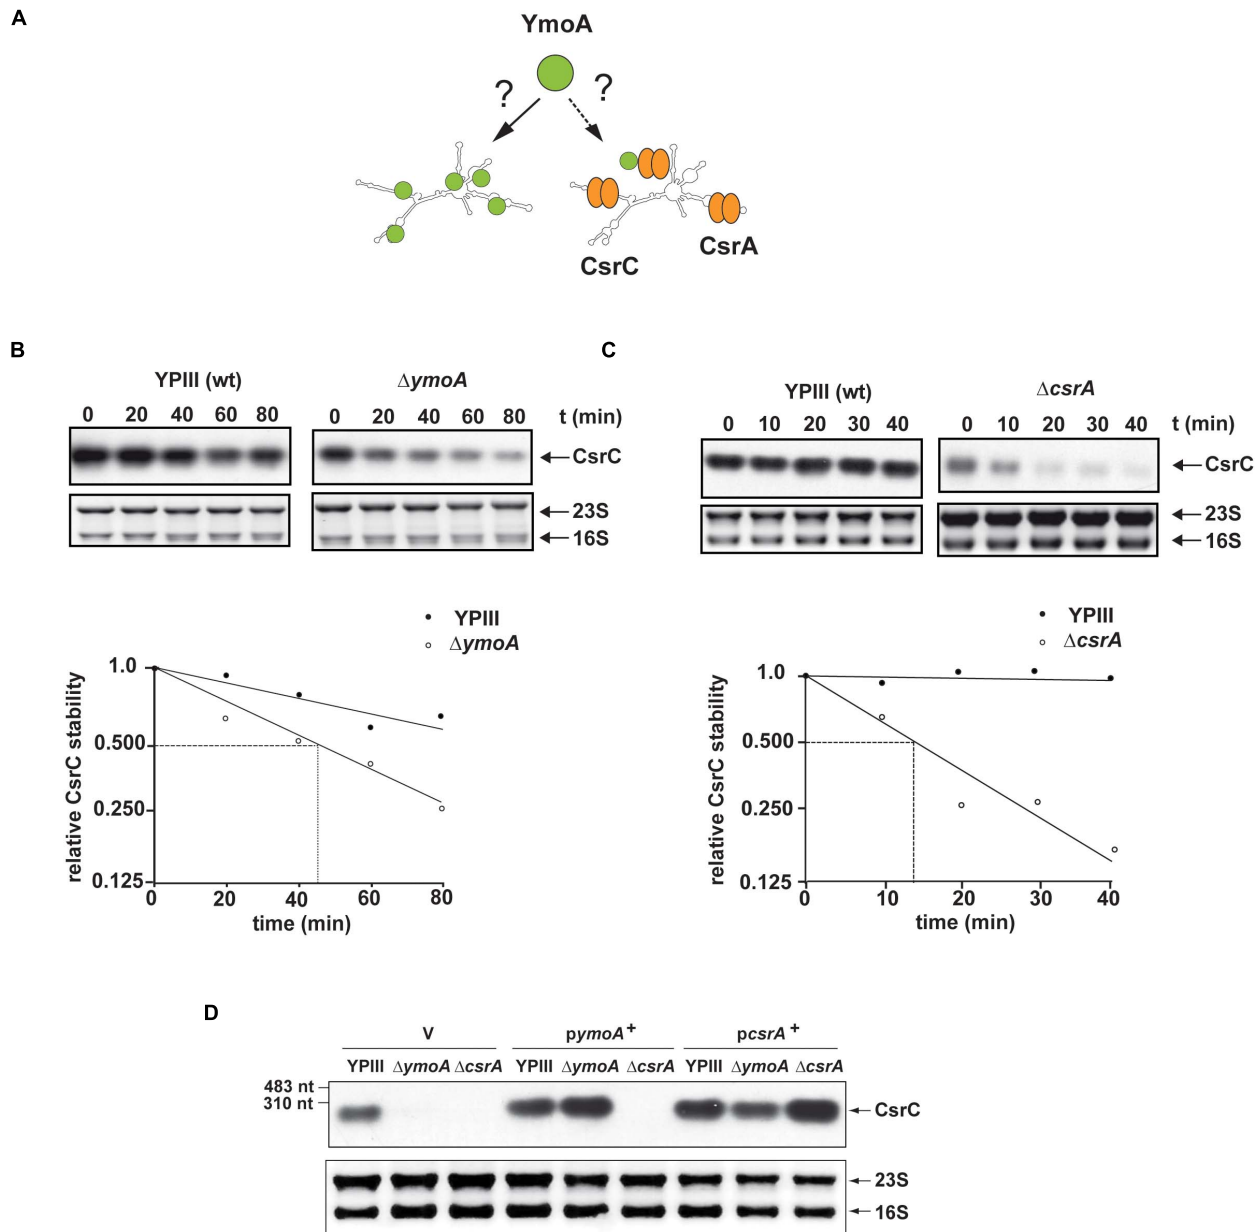 A
YmoA
? ?
CsrA
CsrC
B
YPIII (wt) ΔymoA
0 20 40 60 80 0 20 40 60 80 t (min)
CsrC
23S
16S
YPIII
ΔymoA
relative CsrC stability
1.0
0.500
0.250
0.125
0 20 40 60 80
time (min)
C
YPIII (wt) ΔcsrA
0 10 20 30 40 0 10 20 30 40 t (min)
CsrC
23S
16S
YPIII
ΔcsrA
relative CsrC stability
1.0
0.500
0.250
0.125
0 10 20 30 40
time (min)
D
V pymoA+ pcsrA+
YPIII ΔymoA ΔcsrA YPIII ΔymoA ΔcsrA YPIII ΔymoA ΔcsrA
483 nt
310 nt
CsrC
23S
16S